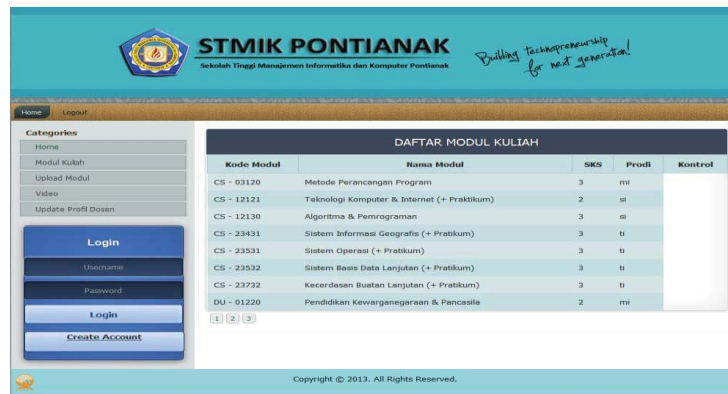 STMIK PONTIANAK
Sekolah Tinggi Manajemen Informatika dan Komputer Pontianak
Building technopreneurship
for next generation!
Home Logout
Categories
Home
Modul Kuliah
Upload Modul
Video
Update Profil Dosen
Login
Username
Password
Login
Create Account
DAFTAR MODUL KULIAH
Kode Modul Nama Modul SKS Prodi Kontrol
CS - 03120 Metode Perancangan Program 3 mi
CS - 12121 Teknologi Komputer & Internet (+ Praktikum) 2 si
CS - 12130 Algoritma & Pemrograman 3 si
CS - 23431 Sistem Informasi Geografis (+ Pratikum) 3 ti
CS - 23531 Sistem Operasi (+ Pratikum) 3 ti
CS - 23532 Sistem Basis Data Lanjutan (+ Pratikum) 3 ti
CS - 23732 Kecerdasan Buatan Lanjutan (+ Pratikum) 3 ti
DU - 01220 Pendidikan Kewarganegaraan & Pancasila 2 mi
1 2 3
Copyright © 2013. All Rights Reserved.